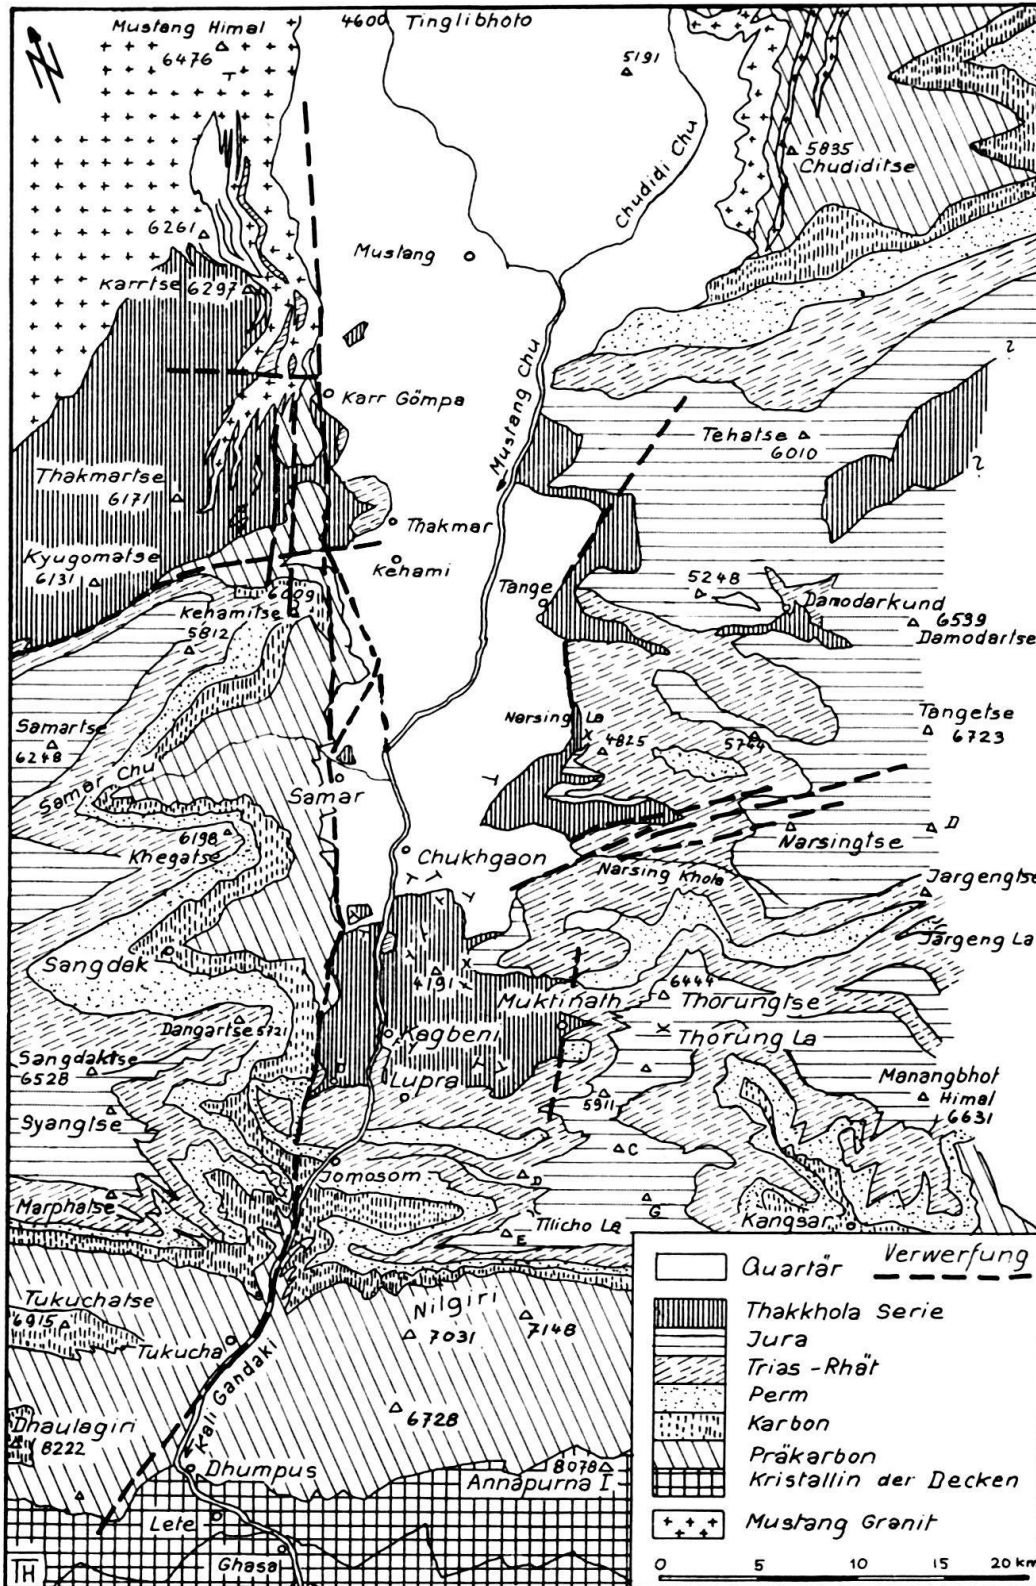 Mustang Himal
6476
4600 Tinglibhoto
5191
N
5835
Chudiditse
Chudidi Chu
6261
Mustang
Karrtse 6297
Mustang Chu
Karr Gömpa
?
Tehatse
6010
?
Thakmartse
6171
Thakmar
Kyugomatse
6131
Kehami
6009
Kehamitse
5812
Tange
5248
Damodarkund
6539
Damodartse
Samartse
6248
Samar Chu
Narsing La
4825
5744
Tangetse
6723
Samar
6198
Khegatse
Chukhgaon
Narsingtse
D
Narsing Khola
Jargengtse
Jargeng La
Sangdak
4191
Muktinath
6444
Thorungtse
Dangartse 5721
Kagbeni
Thorung La
Sangdaktse
6528
Lupra
5911
Manangbhot
Himal
6631
Syangtse
C
Jomosom
D
Marphatse
G
Tilicho La
E
Kangsar
Tukuchatse
6915
Nilgiri
7031
7148
Tukucha
Kali Gandaki
6728
Dhaulagiri
8222
Dhumpus
8078
Annapurna I
Lete
Ghasa
TH
Quartär
Verwerfung
Thakkhola Serie
Jura
Trias-Rhät
Perm
Karbon
Präkarbon
Kristallin der Decken
Mustang Granit
0 5 10 15 20 km